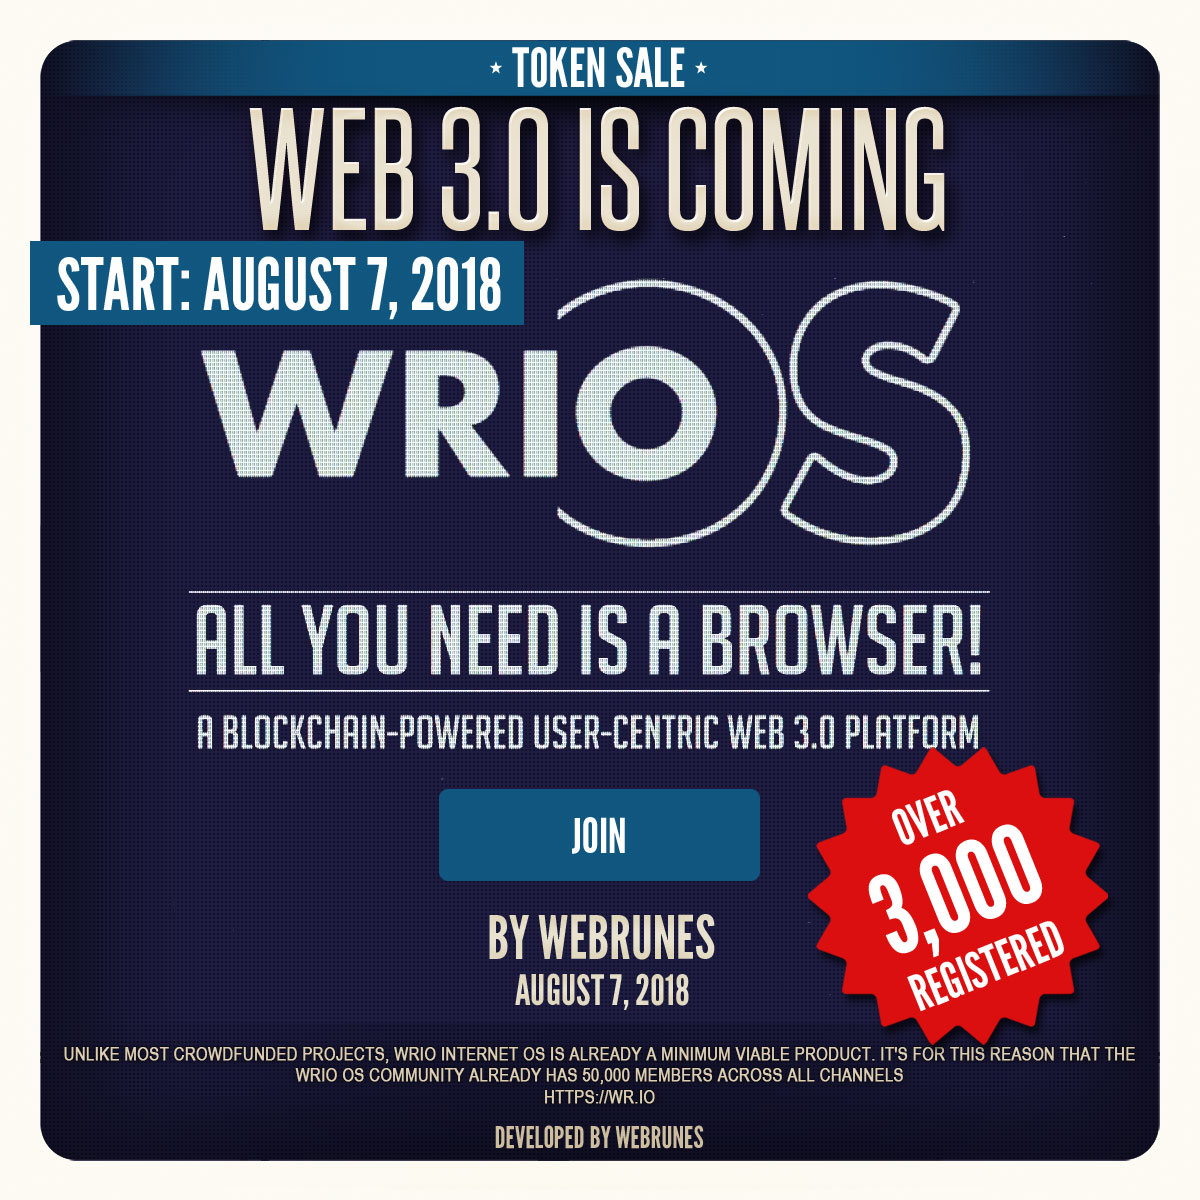 TOKEN SALE
WEB 3.0 IS COMING
START: AUGUST 7, 2018
WRIOS
ALL YOU NEED IS A BROWSER!
A BLOCKCHAIN-POWERED USER-CENTRIC WEB 3.0 PLATFORM
JOIN
OVER
3,000
REGISTERED
BY WEBRUNES
AUGUST 7, 2018
UNLIKE MOST CROWDFUNDED PROJECTS, WRIO INTERNET OS IS ALREADY A MINIMUM VIABLE PRODUCT. IT'S FOR THIS REASON THAT THE
WRIO OS COMMUNITY ALREADY HAS 50,000 MEMBERS ACROSS ALL CHANNELS
HTTPS://WR.IO
DEVELOPED BY WEBRUNES